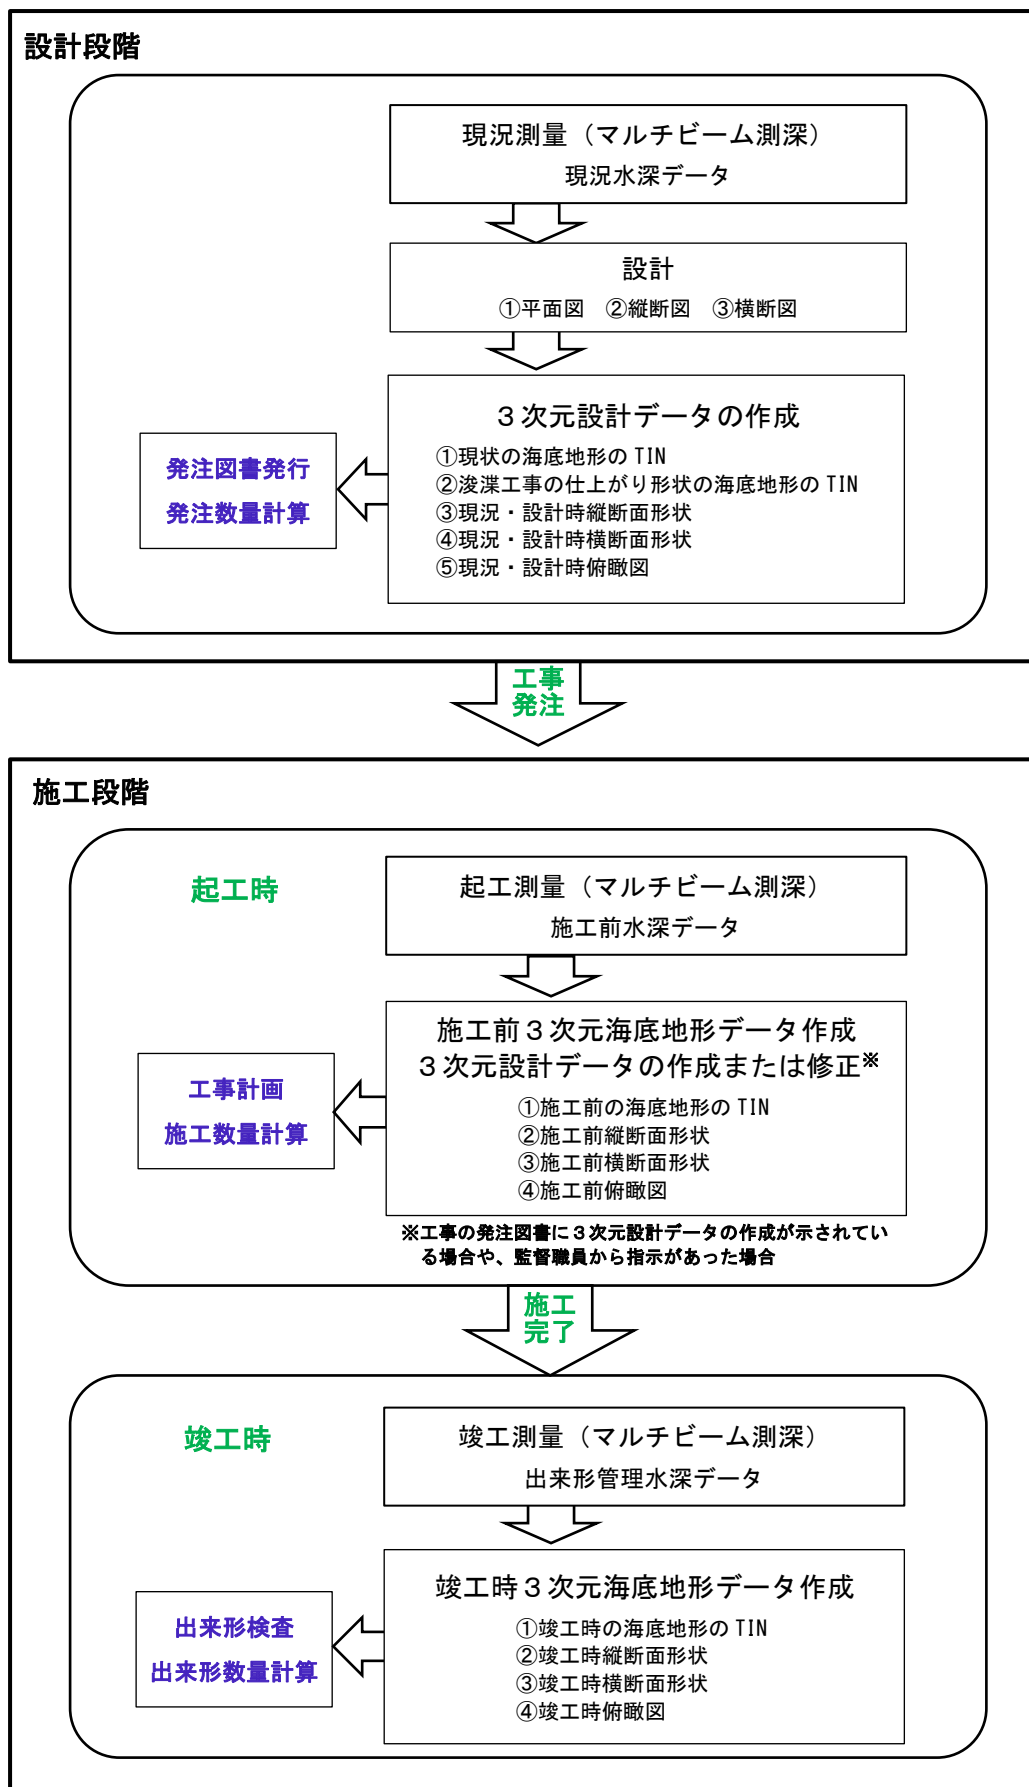 設計段階
現況測量（マルチビーム測深）
現況水深データ
設計
①平面図　②縦断図　③横断図
３次元設計データの作成
①現状の海底地形のTIN
②浚渫工事の仕上がり形状の海底地形のTIN
③現況・設計時縦断面形状
④現況・設計時横断面形状
⑤現況・設計時俯瞰図
発注図書発行
発注数量計算
工事
発注
施工段階
起工時
起工測量（マルチビーム測深）
施工前水深データ
施工前３次元海底地形データ作成
３次元設計データの作成または修正※
①施工前の海底地形のTIN
②施工前縦断面形状
③施工前横断面形状
④施工前俯瞰図
工事計画
施工数量計算
※工事の発注図書に３次元設計データの作成が示されてい
る場合や、監督職員から指示があった場合
施工
完了
竣工時
竣工測量（マルチビーム測深）
出来形管理水深データ
竣工時３次元海底地形データ作成
①竣工時の海底地形のTIN
②竣工時縦断面形状
③竣工時横断面形状
④竣工時俯瞰図
出来形検査
出来形数量計算